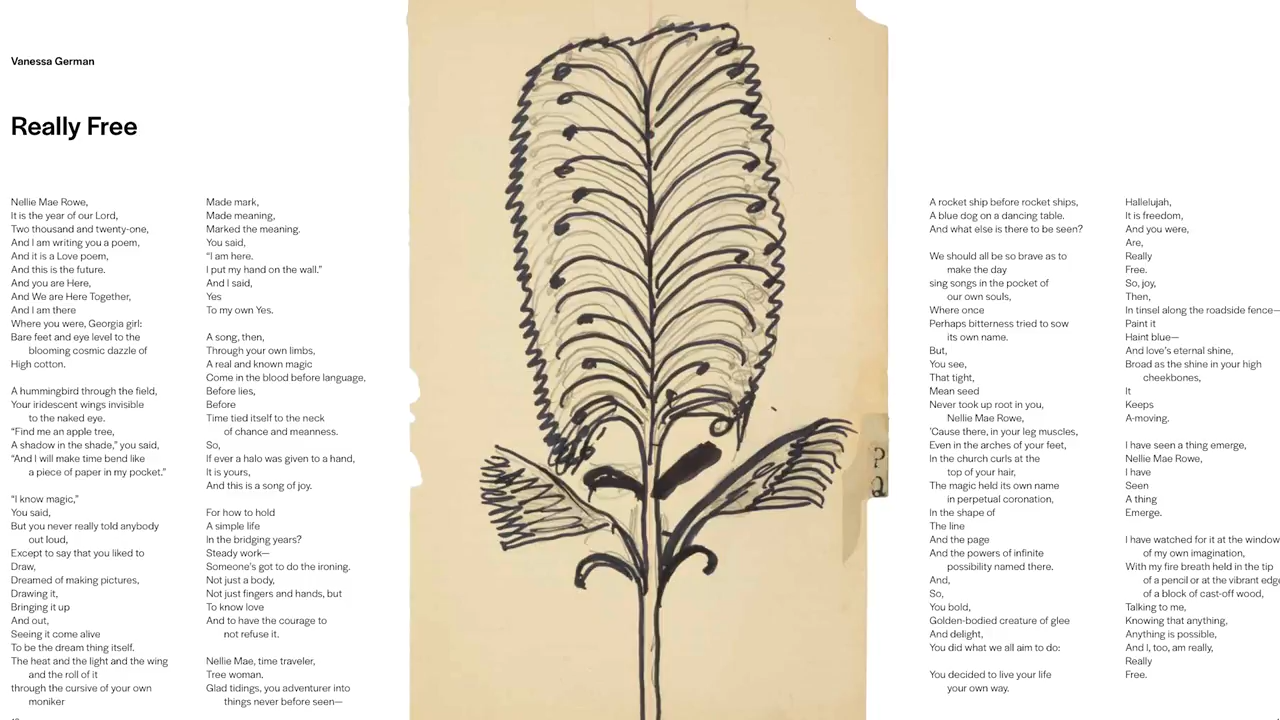 Vanessa German
Really Free
Nellie Mae Rowe,
It is the year of our Lord,
Two thousand and twenty-one,
And I am writing you a poem,
And it is a Love poem,
And this is the future.
And you are Here,
And We are Here Together,
And I am there
Where you were, Georgia girl:
Bare feet and eye level to the
blooming cosmic dazzle of
High cotton.
A hummingbird through the field,
Your iridescent wings invisible
to the naked eye.
“Find me an apple tree,
A shadow in the shade,” you said,
“And I will make time bend like
a piece of paper in my pocket.”
“I know magic,”
You said,
But you never really told anybody
out loud,
Except to say that you liked to
Draw,
Dreamed of making pictures,
Drawing it,
Bringing it up
And out,
Seeing it come alive
To be the dream thing itself.
The heat and the light and the wing
and the roll of it
through the cursive of your own
moniker
Made mark,
Made meaning,
Marked the meaning.
You said,
“I am here.
I put my hand on the wall.”
And I said,
Yes
To my own Yes.
A song, then,
Through your own limbs,
A real and known magic
Come in the blood before language,
Before lies,
Before
Time tied itself to the neck
of chance and meanness.
So,
If ever a halo was given to a hand,
It is yours,
And this is a song of joy.
For how to hold
A simple life
In the bridging years?
Steady work—
Someone’s got to do the ironing.
Not just a body,
Not just fingers and hands, but
To know love
And to have the courage to
not refuse it.
Nellie Mae, time traveler,
Tree woman,
Glad tidings, you adventurer into
things never before seen—
P
Q
A rocket ship before rocket ships,
A blue dog on a dancing table.
And what else is there to be seen?
We should all be so brave as to
make the day
sing songs in the pocket of
our own souls,
Where once
Perhaps bitterness tried to sow
its own name.
But,
You see,
That tight,
Mean seed
Never took up root in you,
Nellie Mae Rowe,
’Cause there, in your leg muscles,
Even in the arches of your feet,
In the church curls at the
top of your hair,
The magic held its own name
in perpetual coronation,
In the shape of
The line
And the page
And the powers of infinite
possibility named there.
And,
So,
You bold,
Golden-bodied creature of glee
And delight,
You did what we all aim to do:
You decided to live your life
your own way.
Hallelujah,
It is freedom,
And you were,
Are,
Really
Free.
So, joy,
Then,
In tinsel along the roadside fence—
Paint it
Haint blue—
And love’s eternal shine,
Broad as the shine in your high
cheekbones,
It
Keeps
A-moving.
I have seen a thing emerge,
Nellie Mae Rowe,
I have
Seen
A thing
Emerge.
I have watched for it at the window
of my own imagination,
With my fire breath held in the tip
of a pencil or at the vibrant edge
of a block of cast-off wood,
Talking to me,
Knowing that anything,
Anything is possible,
And I, too, am really,
Really
Free.